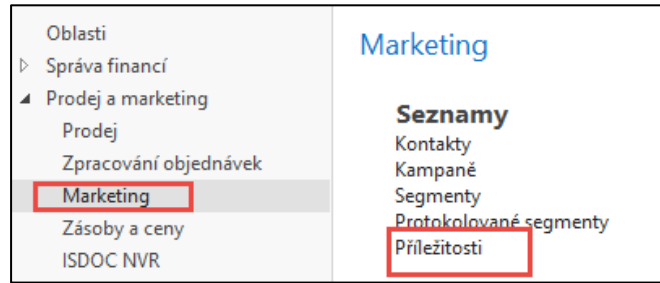 Oblasti
Správa financí
Prodej a marketing
Prodej
Zpracování objednávek
Marketing
Zásoby a ceny
ISDOC NVR
Marketing
Seznamy
Kontakty
Kampaně
Segmenty
Protokolované segmenty
Příležitosti